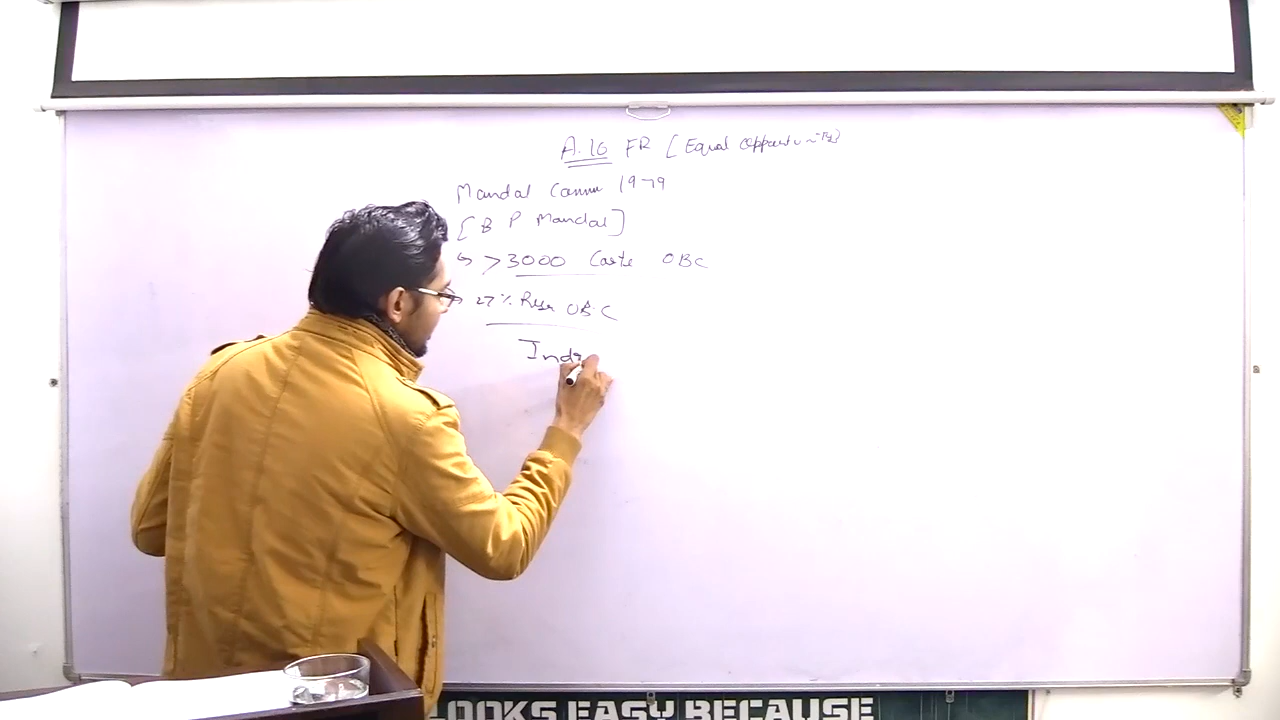 A.16 FR [Equal Opportunity]
Mandal Comm 1979
[B P Mandal]
↳ >3000 Caste OBC
27% Resr OBC
Ind
LOOKS EASY BECAUSE